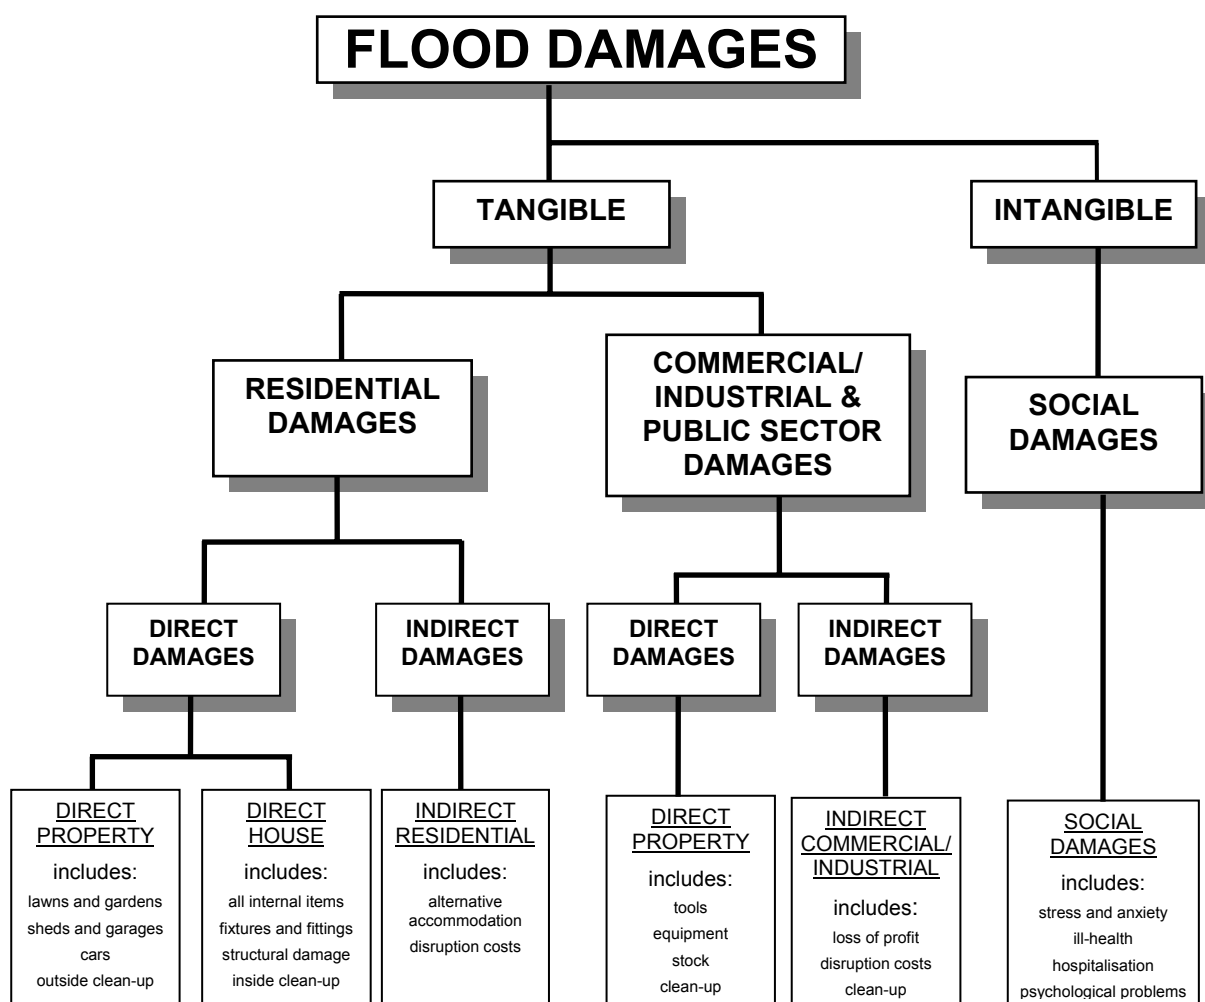 FLOOD DAMAGES
TANGIBLE
INTANGIBLE
RESIDENTIAL
DAMAGES
COMMERCIAL/
INDUSTRIAL &
PUBLIC SECTOR
DAMAGES
SOCIAL
DAMAGES
DIRECT
DAMAGES
INDIRECT
DAMAGES
DIRECT
DAMAGES
INDIRECT
DAMAGES
DIRECT
PROPERTY
includes:
lawns and gardens
sheds and garages
cars
outside clean-up
DIRECT
HOUSE
includes:
all internal items
fixtures and fittings
structural damage
inside clean-up
INDIRECT
RESIDENTIAL
includes:
alternative
accommodation
disruption costs
DIRECT
PROPERTY
includes:
tools
equipment
stock
clean-up
INDIRECT
COMMERCIAL/
INDUSTRIAL
includes:
loss of profit
disruption costs
clean-up
SOCIAL
DAMAGES
includes:
stress and anxiety
ill-health
hospitalisation
psychological problems